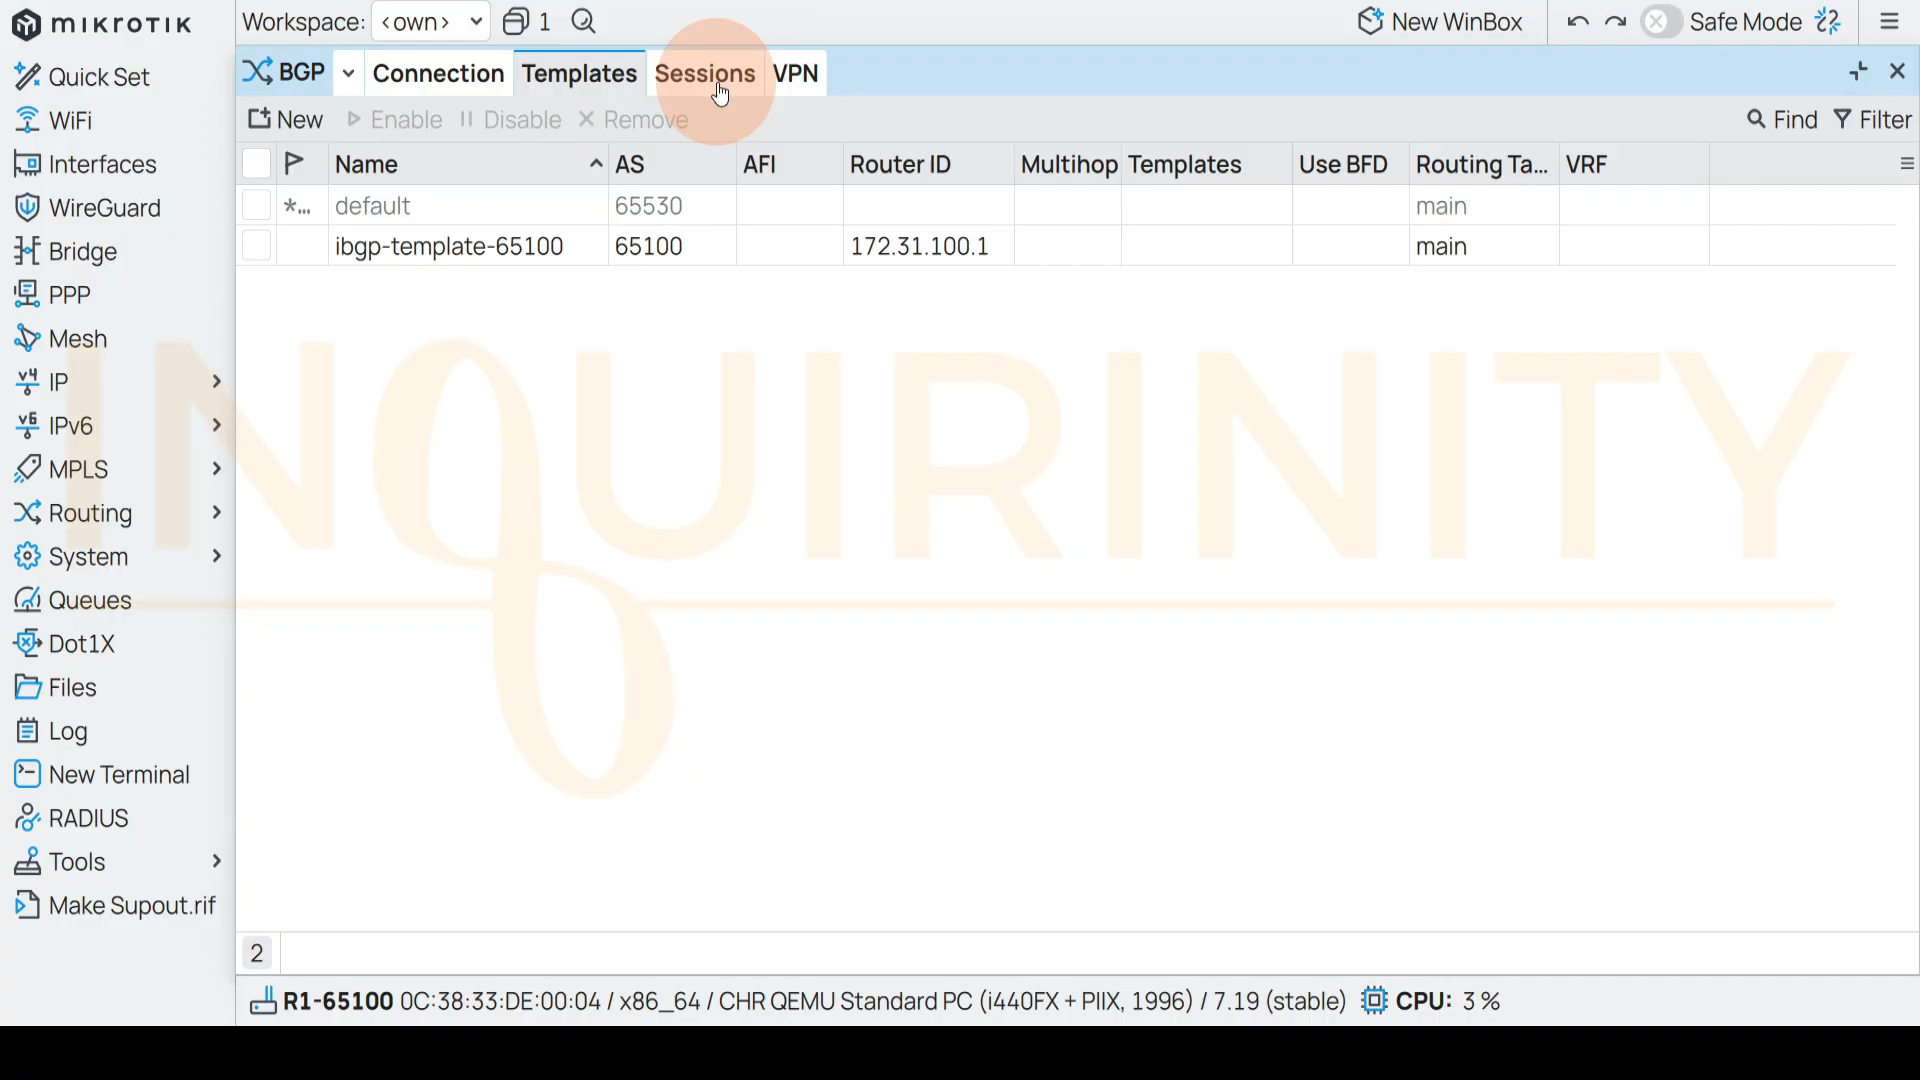 MIKROTIK
Workspace: <own> 1 New WinBox Safe Mode
BGP Connection Templates Sessions VPN
New Enable Disable Remove Find Filter
Name AS AFI Router ID Multihop Templates Use BFD Routing Ta... VRF
*... default 65530 main
ibgp-template-65100 65100 172.31.100.1 main
Quick Set
WiFi
Interfaces
WireGuard
Bridge
PPP
Mesh
v4 IP
v6 IPv6
MPLS
Routing
System
Queues
Dot1X
Files
Log
New Terminal
RADIUS
Tools
Make Supout.rif
INQUIRINITY
2
R1-65100 0C:38:33:DE:00:04 / x86_64 / CHR QEMU Standard PC (i440FX + PIIX, 1996) / 7.19 (stable) CPU: 3 %